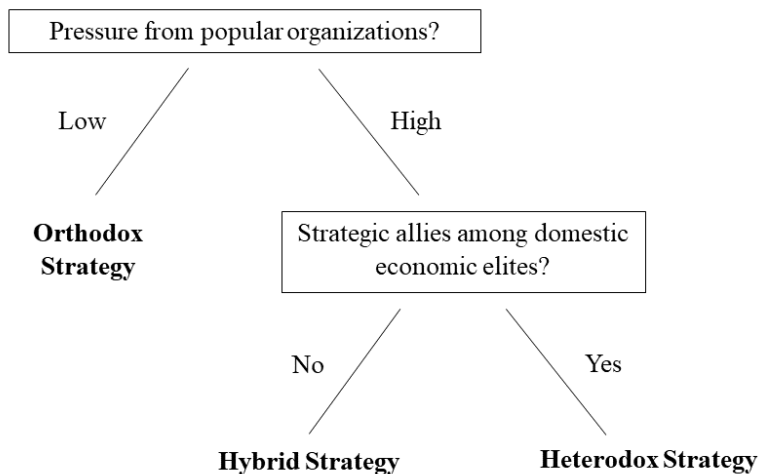 Pressure from popular organizations?
Low
High
Orthodox
Strategy
Strategic allies among domestic
economic elites?
No
Yes
Hybrid Strategy
Heterodox Strategy